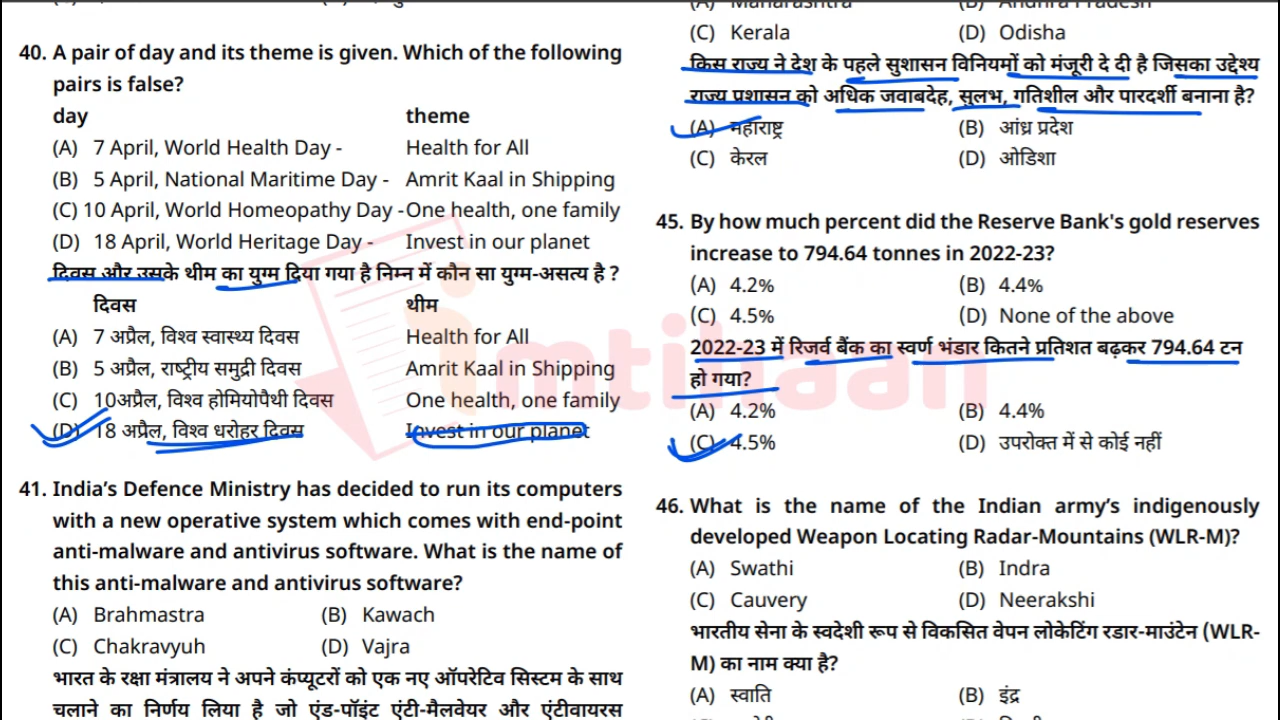 40. A pair of day and its theme is given. Which of the following
pairs is false?
day theme
(A) 7 April, World Health Day - Health for All
(B) 5 April, National Maritime Day - Amrit Kaal in Shipping
(C) 10 April, World Homeopathy Day - One health, one family
(D) 18 April, World Heritage Day - Invest in our planet
दिवस और उसके थीम का युग्म दिया गया है निम्न में कौन सा युग्म-असत्य है ?
दिवस थीम
(A) 7 अप्रैल, विश्व स्वास्थ्य दिवस Health for All
(B) 5 अप्रैल, राष्ट्रीय समुद्री दिवस Amrit Kaal in Shipping
(C) 10अप्रैल, विश्व होमियोपैथी दिवस One health, one family
(D) 18 अप्रैल, विश्व धरोहर दिवस Invest in our planet
41. India’s Defence Ministry has decided to run its computers
with a new operative system which comes with end-point
anti-malware and antivirus software. What is the name of
this anti-malware and antivirus software?
(A) Brahmastra (B) Kawach
(C) Chakravyuh (D) Vajra
भारत के रक्षा मंत्रालय ने अपने कंप्यूटरों को एक नए ऑपरेटिव सिस्टम के साथ
चलाने का निर्णय लिया है जो एंड-पॉइंट एंटी-मैलवेयर और एंटीवायरस
(A) Maharashtra (B) Andhra Pradesh
(C) Kerala (D) Odisha
किस राज्य ने देश के पहले सुशासन विनियमों को मंजूरी दे दी है जिसका उद्देश्य
राज्य प्रशासन को अधिक जवाबदेह, सुलभ, गतिशील और पारदर्शी बनाना है?
(A) महाराष्ट्र (B) आंध्र प्रदेश
(C) केरल (D) ओडिशा
45. By how much percent did the Reserve Bank's gold reserves
increase to 794.64 tonnes in 2022-23?
(A) 4.2% (B) 4.4%
(C) 4.5% (D) None of the above
2022-23 में रिजर्व बैंक का स्वर्ण भंडार कितने प्रतिशत बढ़कर 794.64 टन
हो गया?
(A) 4.2% (B) 4.4%
(C) 4.5% (D) उपरोक्त में से कोई नहीं
46. What is the name of the Indian army’s indigenously
developed Weapon Locating Radar-Mountains (WLR-M)?
(A) Swathi (B) Indra
(C) Cauvery (D) Neerakshi
भारतीय सेना के स्वदेशी रूप से विकसित वेपन लोकेटिंग रडार-माउंटेन (WLR-
M) का नाम क्या है?
(A) स्वाति (B) इंद्र
imtihaan